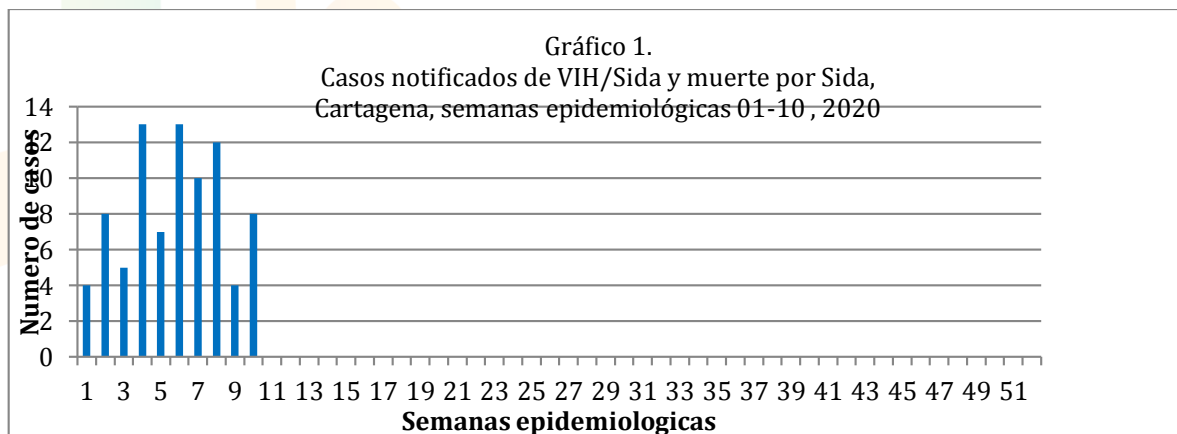 Gráfico 1.
Casos notificados de VIH/Sida y muerte por Sida,
Cartagena, semanas epidemiológicas 01-10 , 2020
Numero de casos
14
12
10
8
6
4
2
0
1 3 5 7 9 11 13 15 17 19 21 23 25 27 29 31 33 35 37 39 41 43 45 47 49 51
Semanas epidemiologicas